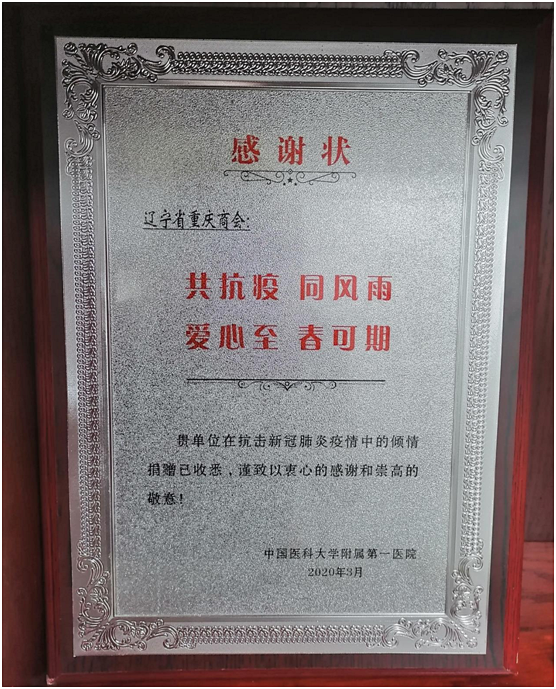 感谢状
辽宁省重庆商会:
共抗疫 同风雨
爱心至 春可期
贵单位在抗击新冠肺炎疫情中的倾情
捐赠已收悉，谨致以衷心的感谢和崇高的
敬意！
中国医科大学附属第一医院
2020年3月